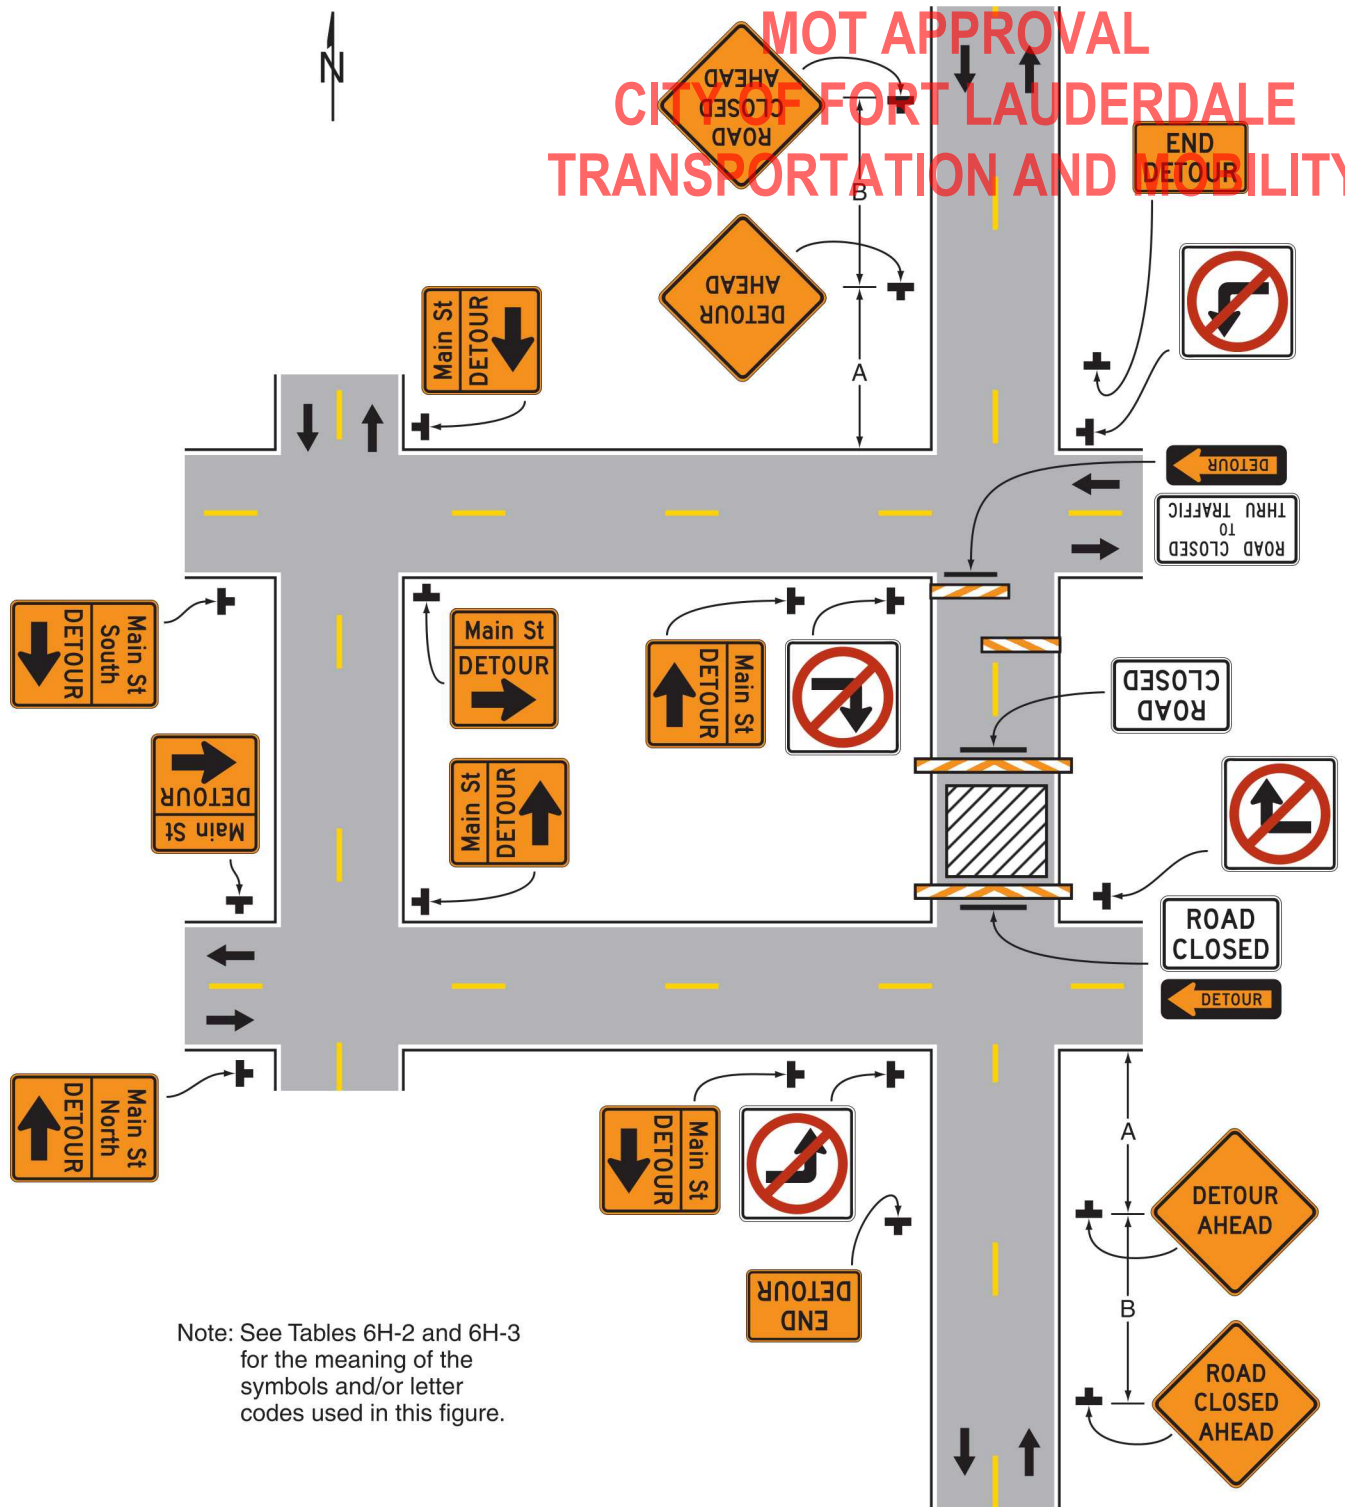 MOT APPROVAL
CITY OF FORT LAUDERDALE
TRANSPORTATION AND MOBILITY
N
ROAD
CLOSED
AHEAD
B
END
DETOUR
DETOUR
AHEAD
A
Main St
DETOUR
DETOUR
ROAD CLOSED
TO
THRU TRAFFIC
Main St
South
DETOUR
Main St
DETOUR
Main St
DETOUR
ROAD
CLOSED
Main St
DETOUR
Main St
DETOUR
ROAD
CLOSED
DETOUR
Main St
North
DETOUR
Main St
DETOUR
A
DETOUR
AHEAD
END
DETOUR
B
ROAD
CLOSED
AHEAD
Note: See Tables 6H-2 and 6H-3
for the meaning of the
symbols and/or letter
codes used in this figure.